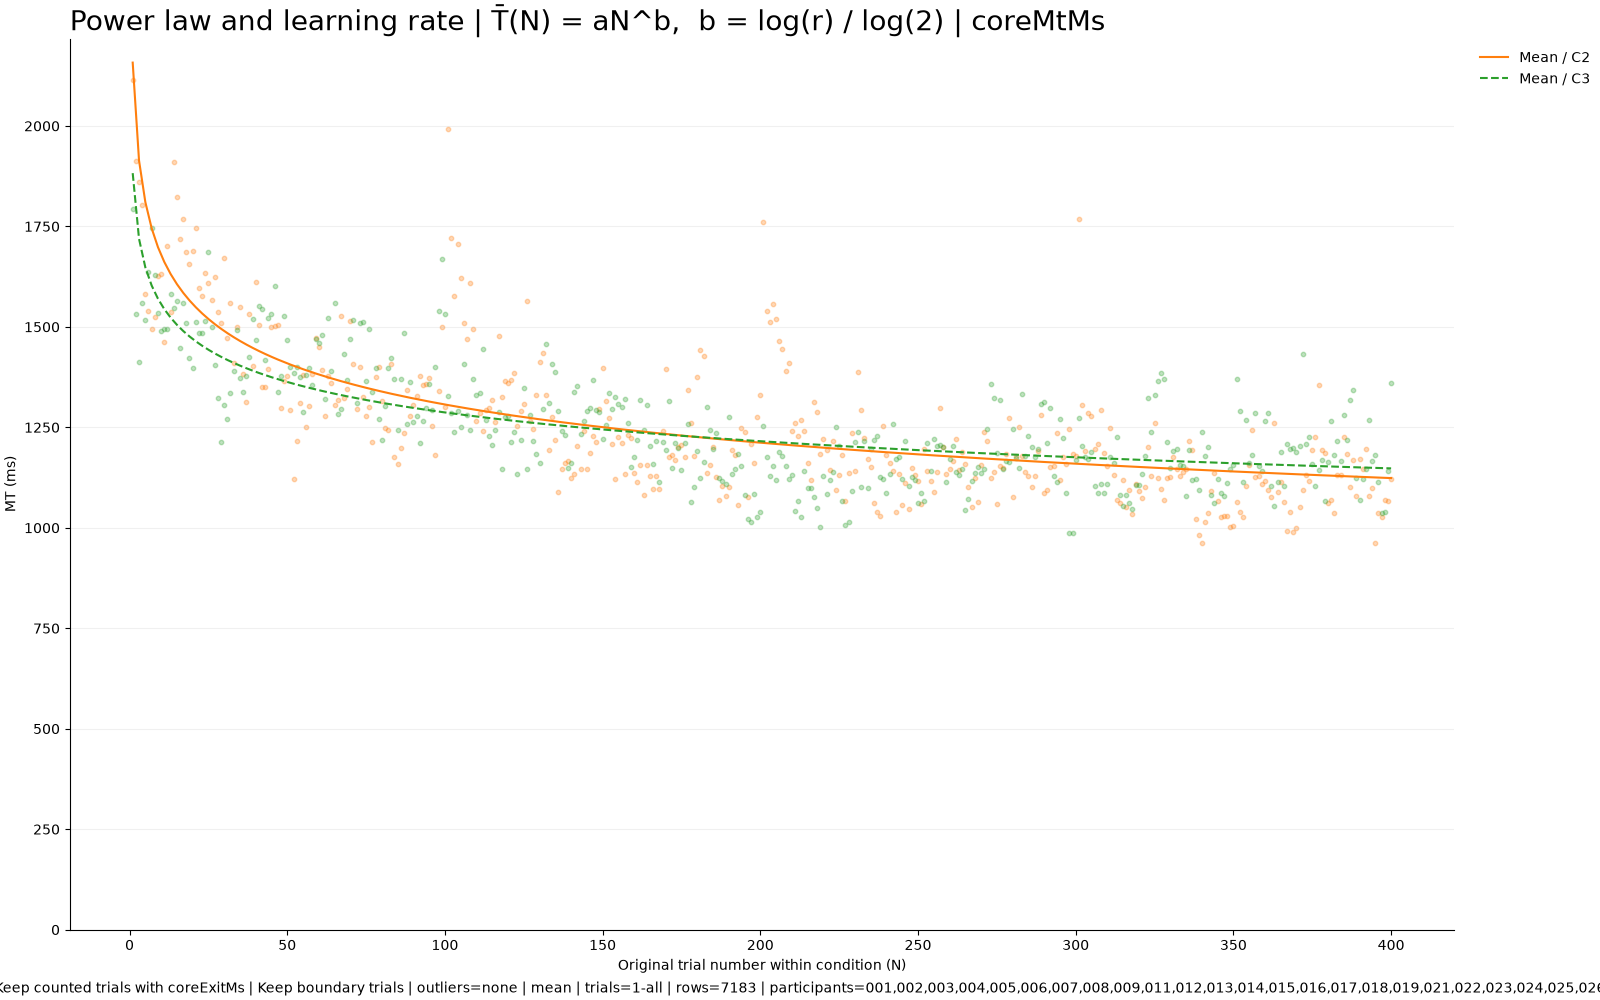 Power law and learning rate | T̄(N) = aN^b,  b = log(r) / log(2) | coreMtMs
Mean / C2
Mean / C3
2000
1750
1500
1250
1000
750
500
250
0
MT (ms)
0 50 100 150 200 250 300 350 400
Original trial number within condition (N)
Keep counted trials with coreExitMs | Keep boundary trials | outliers=none | mean | trials=1-all | rows=7183 | participants=001,002,003,004,005,006,007,008,009,011,012,013,014,015,016,017,018,019,021,022,023,024,025,026